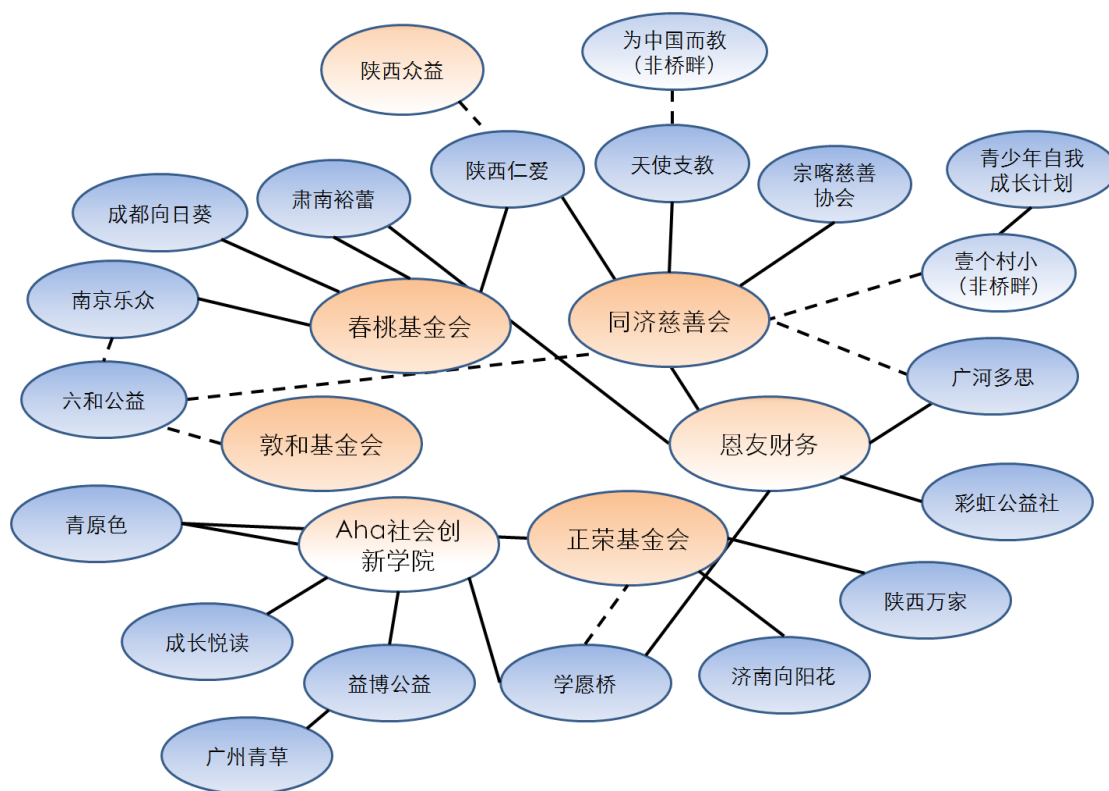 为中国而教
（非桥畔）
陕西众益
陕西仁爱
天使支教
宗喀慈善
协会
青少年自我
成长计划
成都向日葵
肃南裕蕾
壹个村小
（非桥畔）
南京乐众
春桃基金会
同济慈善会
广河多思
六和公益
敦和基金会
恩友财务
彩虹公益社
青原色
Aha社会创
新学院
正荣基金会
陕西万家
成长悦读
益博公益
学愿桥
济南向阳花
广州青草